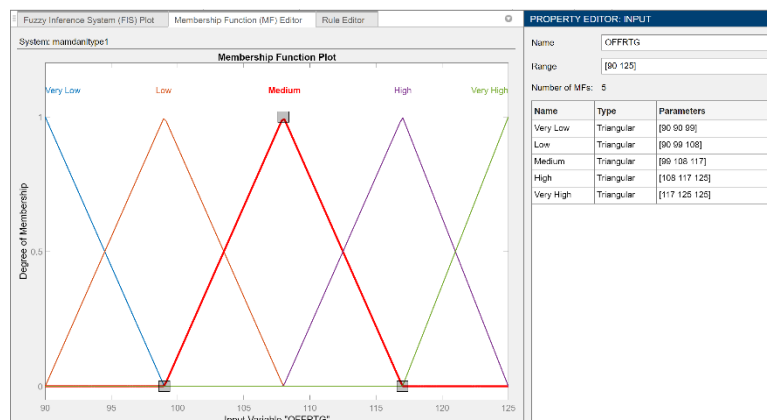 Fuzzy Inference System (FIS) Plot
Membership Function (MF) Editor
Rule Editor
System: mamdanitype1
Membership Function Plot
Very Low
Low
Medium
High
Very High
1
0.5
0
Degree of Membership
90
95
100
105
110
115
120
125
Input Variable "OFFRTG"
PROPERTY EDITOR: INPUT
Name OFFRTG
Range [90 125]
Number of MFs: 5
Name Type Parameters
Very Low Triangular [90 90 99]
Low Triangular [90 99 108]
Medium Triangular [99 108 117]
High Triangular [108 117 125]
Very High Triangular [117 125 125]